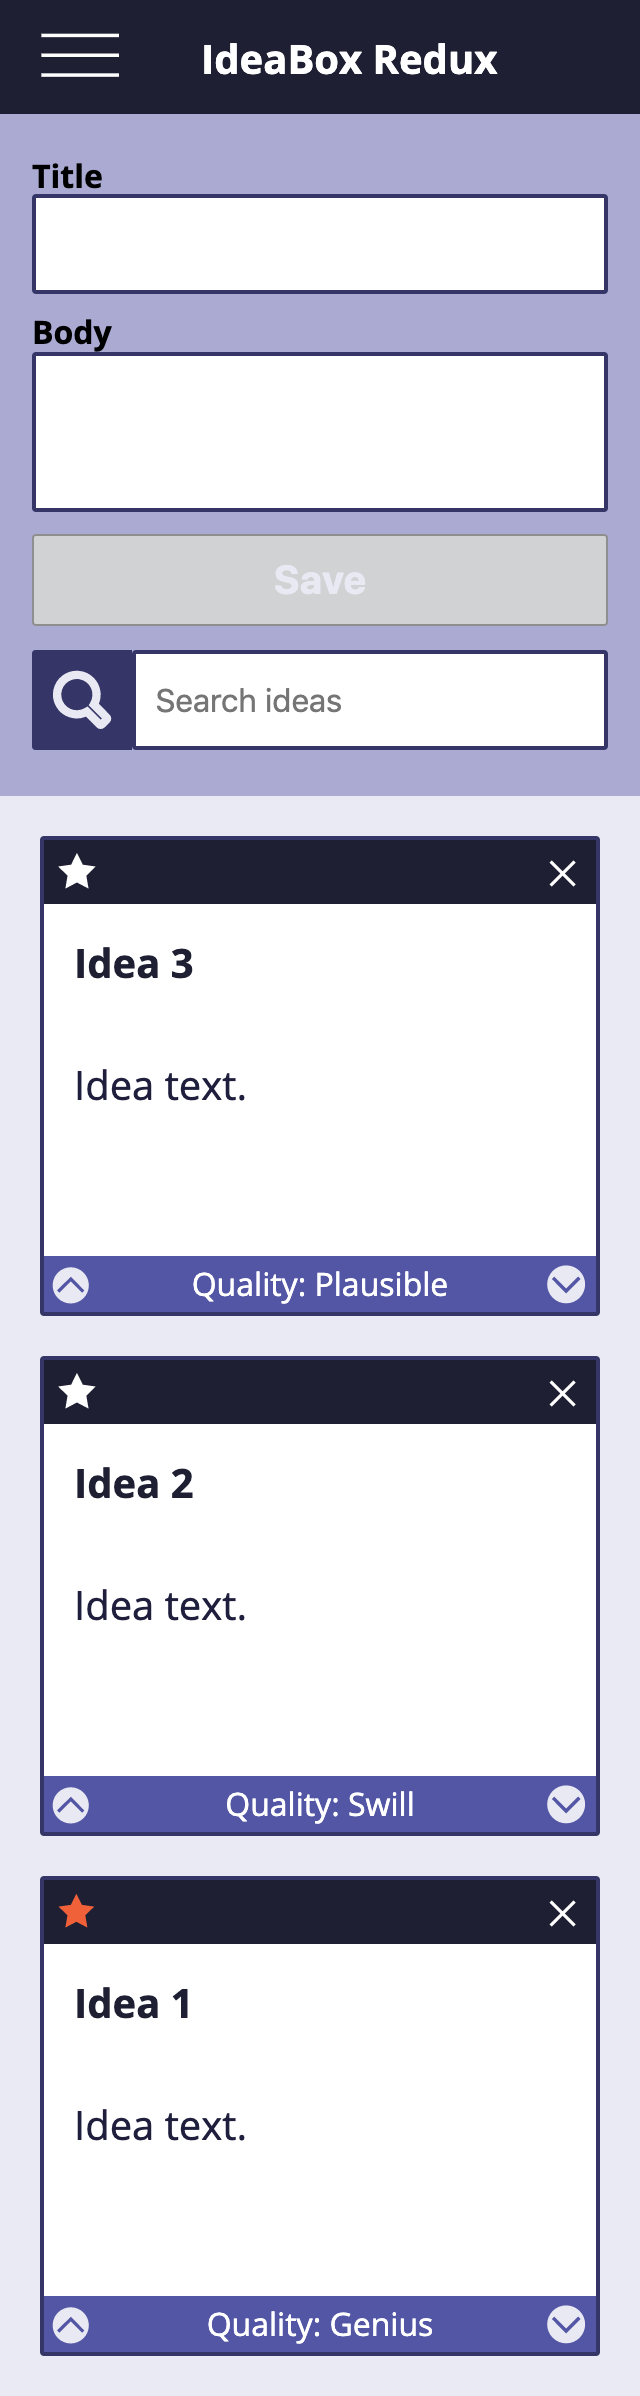 IdeaBox Redux
Title
Body
Save
Search ideas
Idea 3
Idea text.
Quality: Plausible
Idea 2
Idea text.
Quality: Swill
Idea 1
Idea text.
Quality: Genius